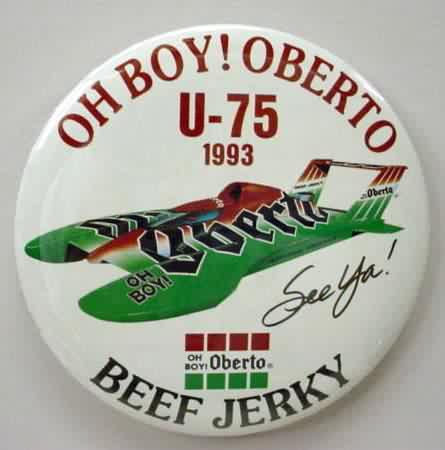 OH BOY! OBERTO
U-75
1993
Oberto
Oberto
OH
BOY!
See Ya!
OH
BOY! Oberto®
BEEF JERKY